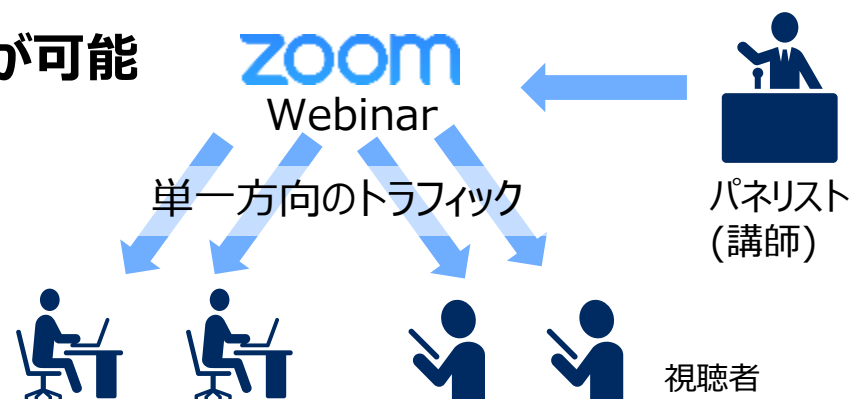 が可能
zoom
Webinar
単一方向のトラフィック
パネリスト
(講師)
視聴者